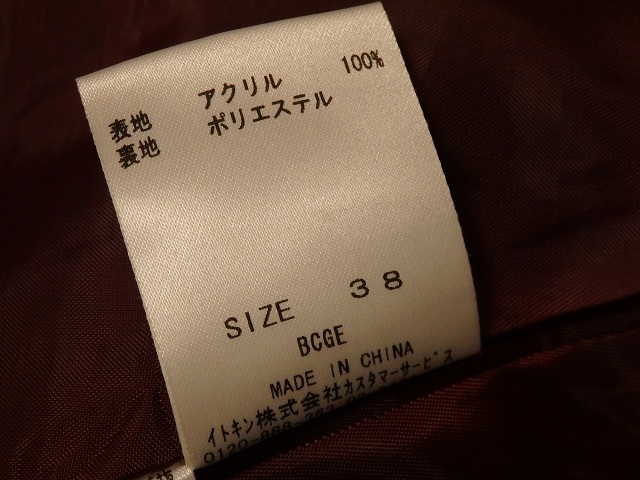 表地 アクリル 100%
裏地 ポリエステル
SIZE 38
BCGE
MADE IN CHINA
イトキン株式会社カスタマーサービス